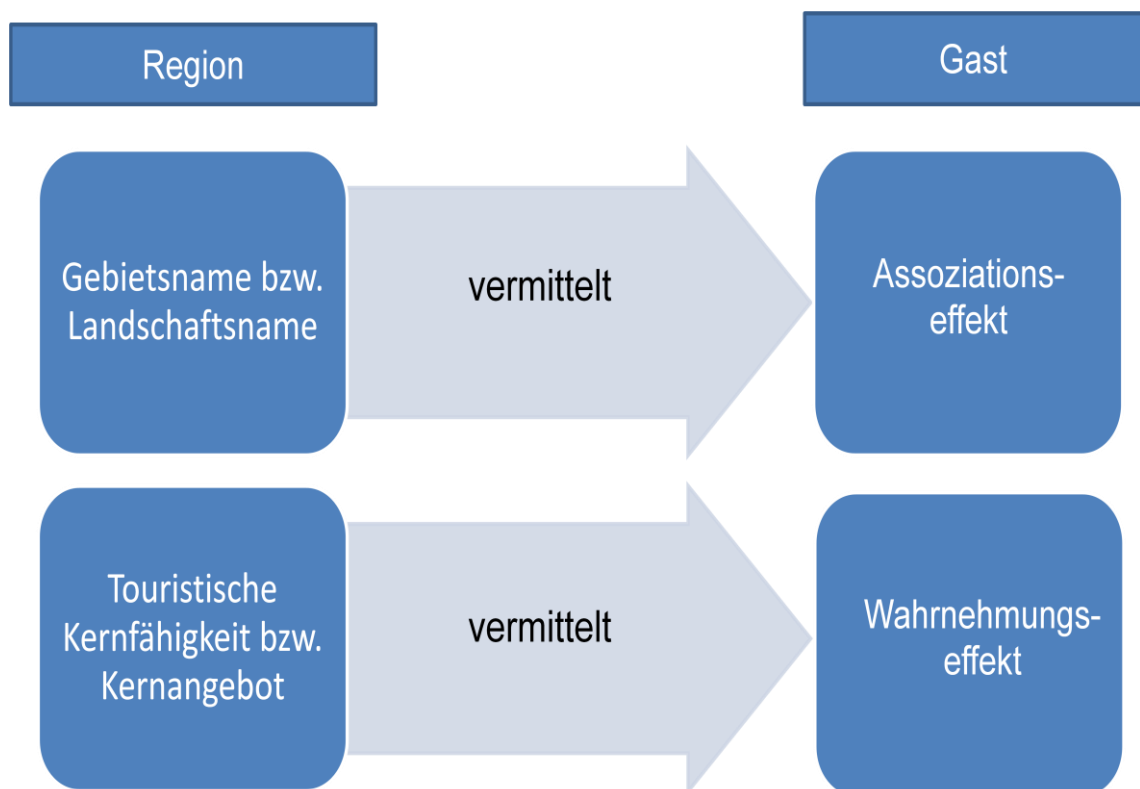 Region
Gast
Gebietsname bzw.
Landschaftsname
vermittelt
Assoziations-
effekt
Touristische
Kernfähigkeit bzw.
Kernangebot
vermittelt
Wahrnehmungs-
effekt